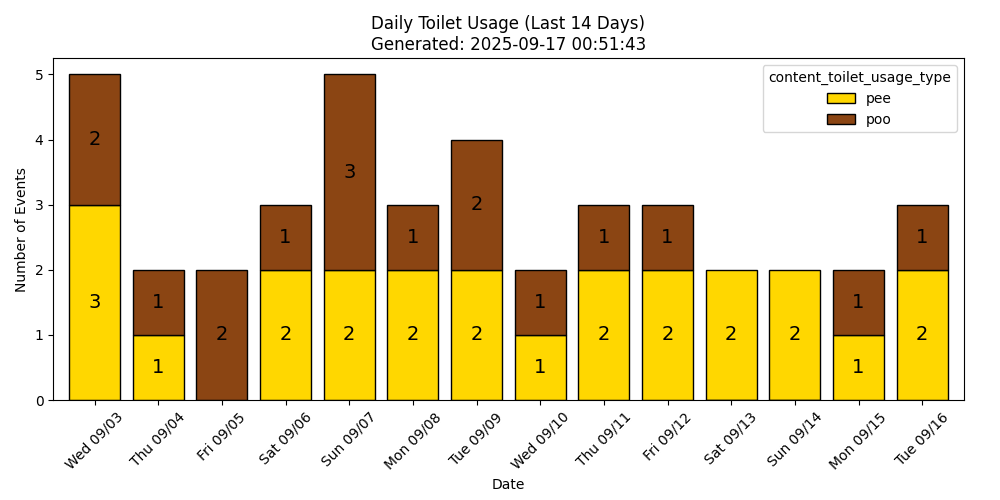 Daily Toilet Usage (Last 14 Days)
Generated: 2025-09-17 00:51:43
content_toilet_usage_type
pee
poo
Number of Events
5
4
3
2
1
0
2
3
1
1
2
1
2
3
2
1
2
2
2
1
1
1
2
1
2
2
2
1
1
1
2
Wed 09/03
Thu 09/04
Fri 09/05
Sat 09/06
Sun 09/07
Mon 09/08
Tue 09/09
Wed 09/10
Thu 09/11
Fri 09/12
Sat 09/13
Sun 09/14
Mon 09/15
Tue 09/16
Date